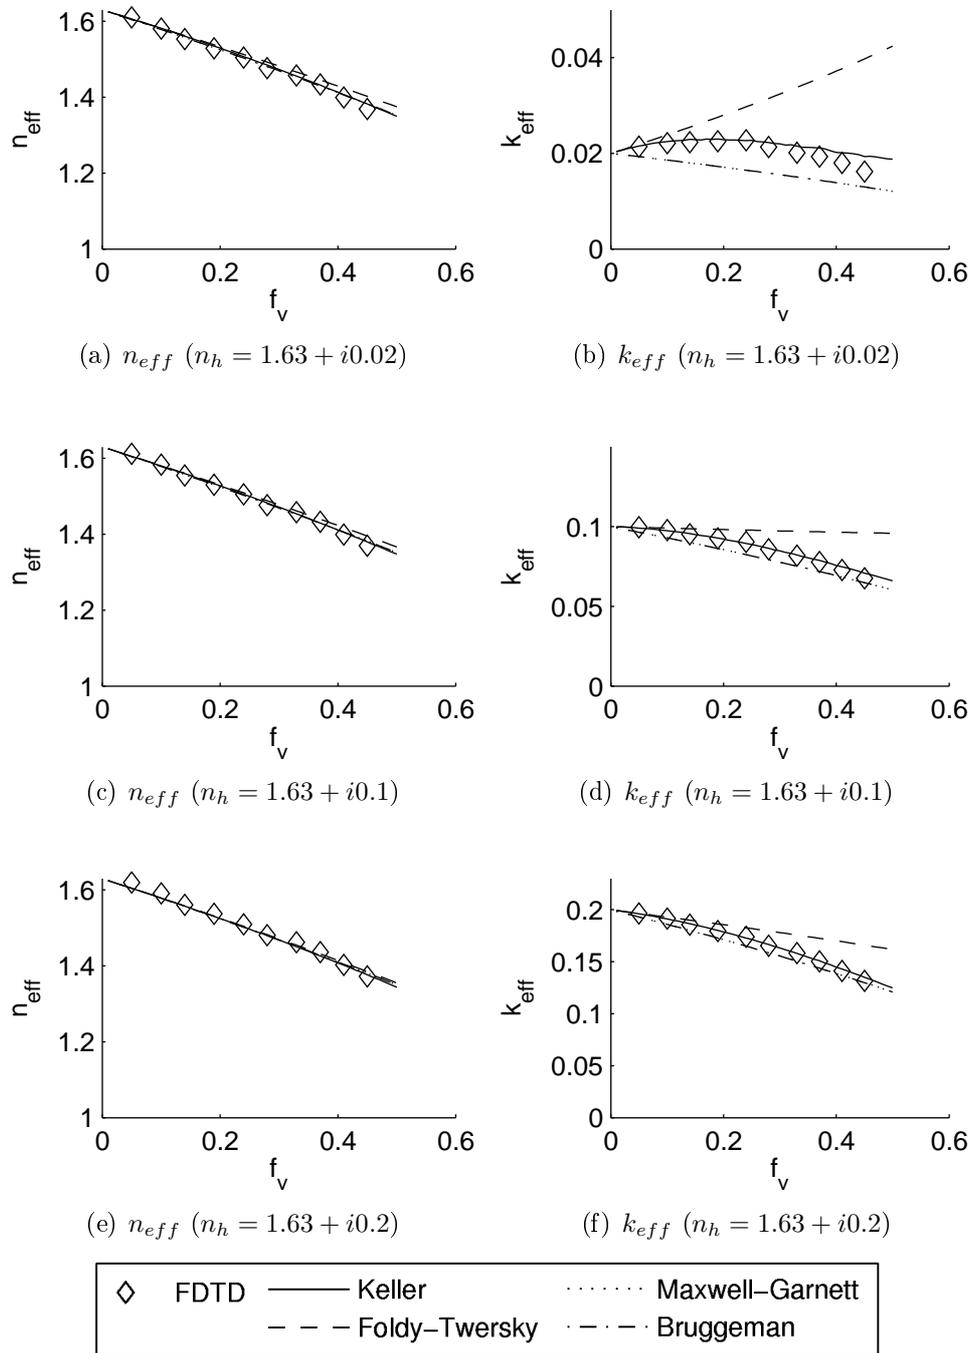 1.6
1.4
1.2
1
0 0.2 0.4 0.6
n_eff
f_v
0.04
0.02
0
0 0.2 0.4 0.6
k_eff
f_v
(a) n_eff (n_h = 1.63 + i0.02)
(b) k_eff (n_h = 1.63 + i0.02)
1.6
1.4
1.2
1
0 0.2 0.4 0.6
n_eff
f_v
0.1
0.05
0
0 0.2 0.4 0.6
k_eff
f_v
(c) n_eff (n_h = 1.63 + i0.1)
(d) k_eff (n_h = 1.63 + i0.1)
1.6
1.4
1.2
1
0 0.2 0.4 0.6
n_eff
f_v
0.2
0.15
0.1
0.05
0
0 0.2 0.4 0.6
k_eff
f_v
(e) n_eff (n_h = 1.63 + i0.2)
(f) k_eff (n_h = 1.63 + i0.2)
FDTD
Keller
Maxwell–Garnett
Foldy–Twersky
Bruggeman